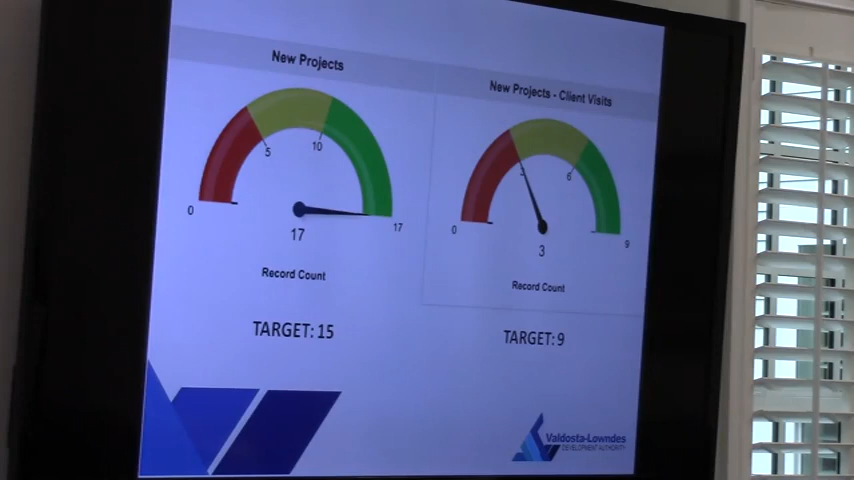 New Projects
5
10
0
17
17
Record Count
TARGET: 15
New Projects - Client Visits
3
6
0
9
3
Record Count
TARGET: 9
Valdosta-Lowndes
DEVELOPMENT AUTHORITY